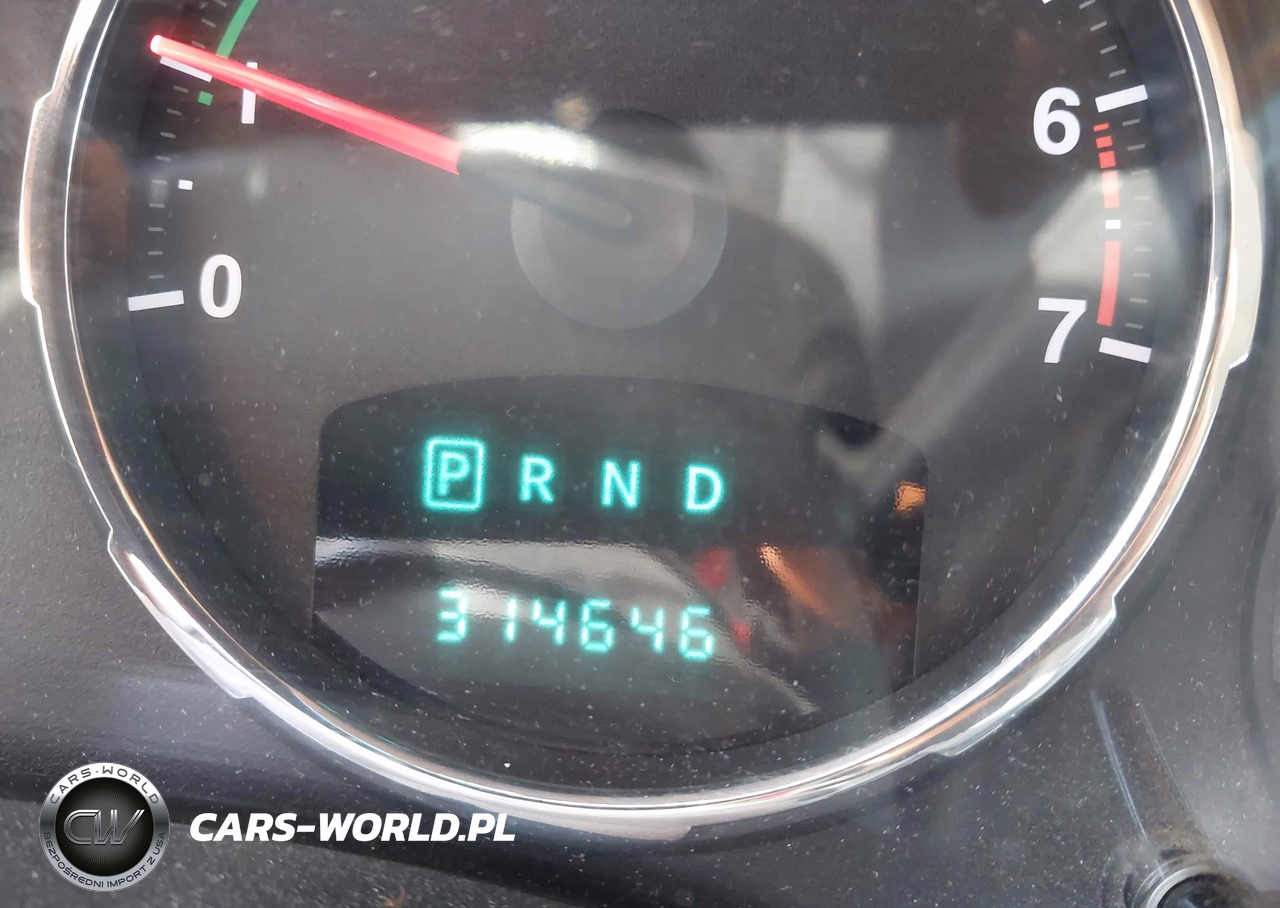 1
6
0
7
P R N D
314646
CARS-WORLD
CW
BEZPOŚREDNI IMPORT Z USA
CARS-WORLD.PL